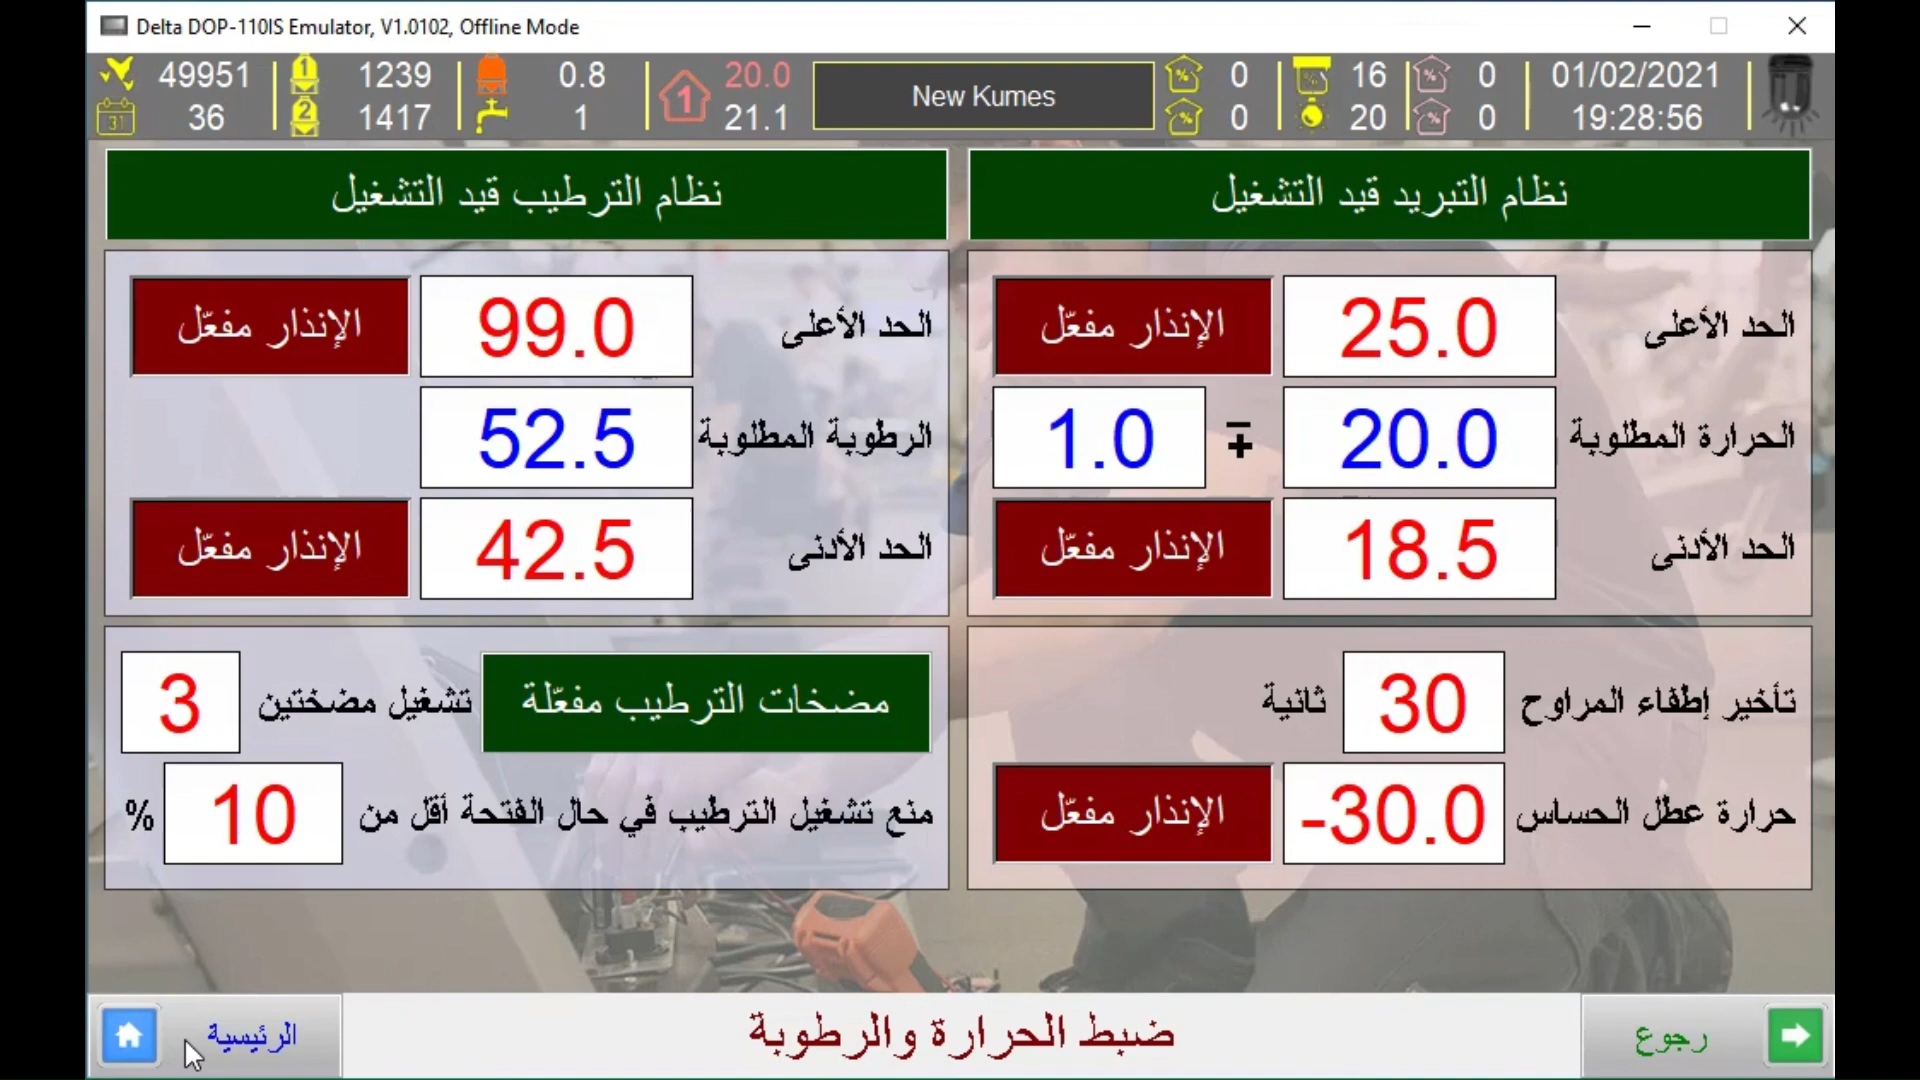 Delta DOP-110IS Emulator, V1.0102, Offline Mode
49951 1 1239 0.8 20.0 New Kumes % 0 % 16 % 0 01/02/2021
31 36 2 1417 1 1 21.1 % 0 20 % 0 19:28:56
نظام التبريد قيد التشغيل
الحد الأعلى 25.0 الإنذار مفعّل
الحرارة المطلوبة 20.0 ∓ 1.0
الحد الأدنى 18.5 الإنذار مفعّل
تأخير إطفاء المراوح 30 ثانية
حرارة عطل الحساس -30.0 الإنذار مفعّل
نظام الترطيب قيد التشغيل
الحد الأعلى 99.0 الإنذار مفعّل
الرطوبة المطلوبة 52.5
الحد الأدنى 42.5 الإنذار مفعّل
مضخات الترطيب مفعّلة تشغيل مضختين 3
منع تشغيل الترطيب في حال الفتحة أقل من 10 %
رجوع
ضبط الحرارة والرطوبة
الرئيسية